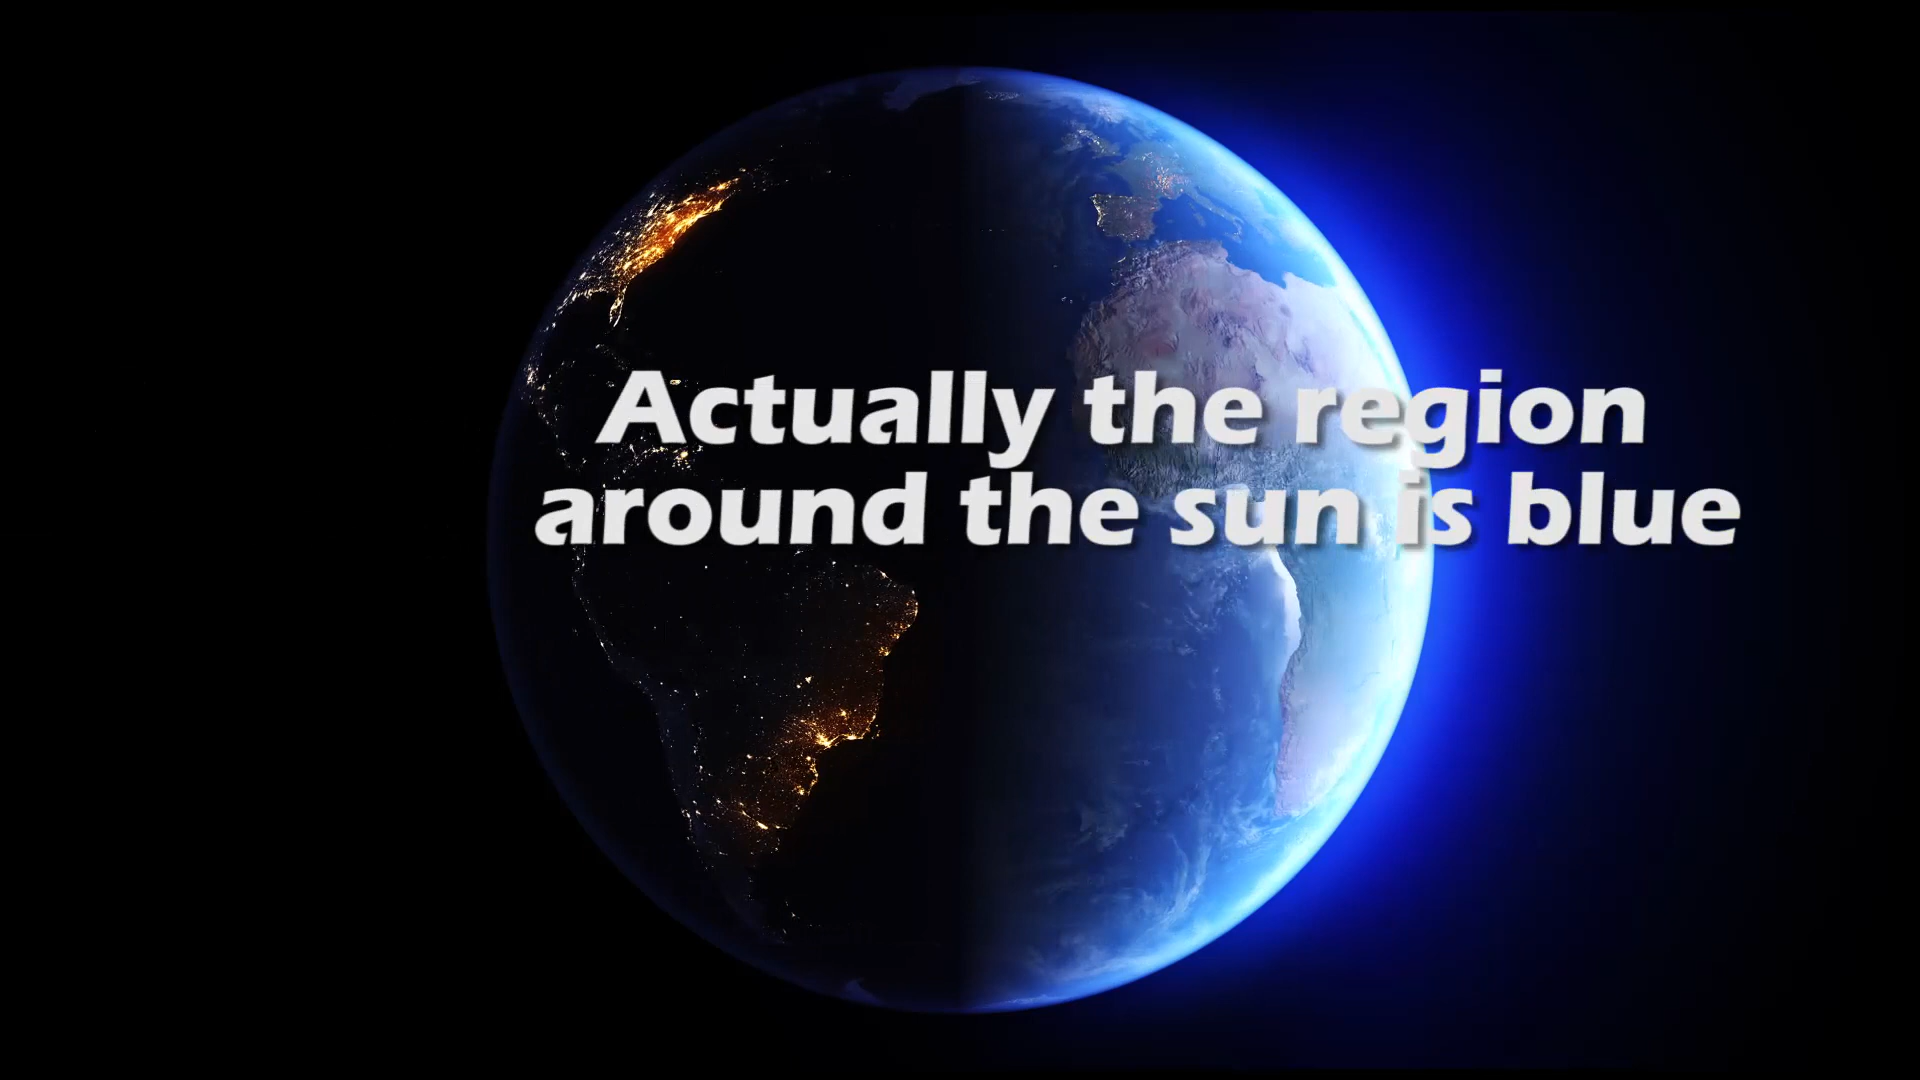 Actually the region
around the sun is blue